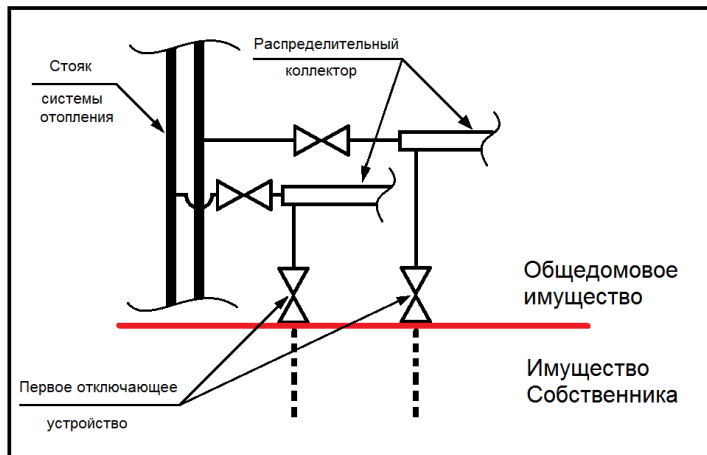 Стояк
системы
отопления
Распределительный
коллектор
Общедомовое
имущество
Имущество
Собственника
Первое отключающее
устройство